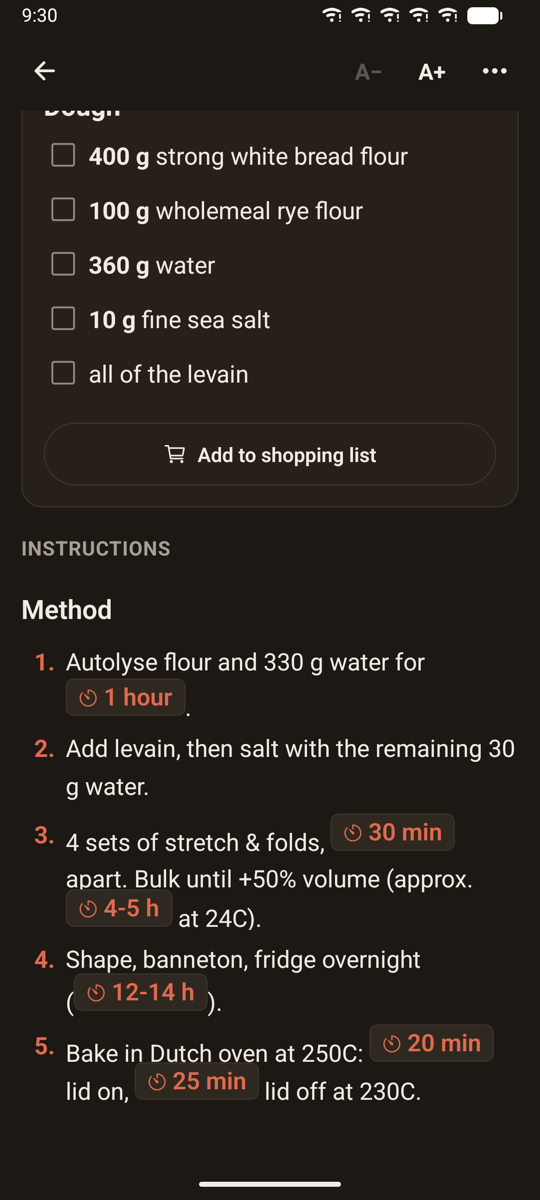 9:30
A− A+
Dough
400 g strong white bread flour
100 g wholemeal rye flour
360 g water
10 g fine sea salt
all of the levain
Add to shopping list
INSTRUCTIONS
Method
1. Autolyse flour and 330 g water for
1 hour.
2. Add levain, then salt with the remaining 30
g water.
3. 4 sets of stretch & folds, 30 min
apart. Bulk until +50% volume (approx.
4-5 h at 24C).
4. Shape, banneton, fridge overnight
(12-14 h).
5. Bake in Dutch oven at 250C: 20 min
lid on, 25 min lid off at 230C.